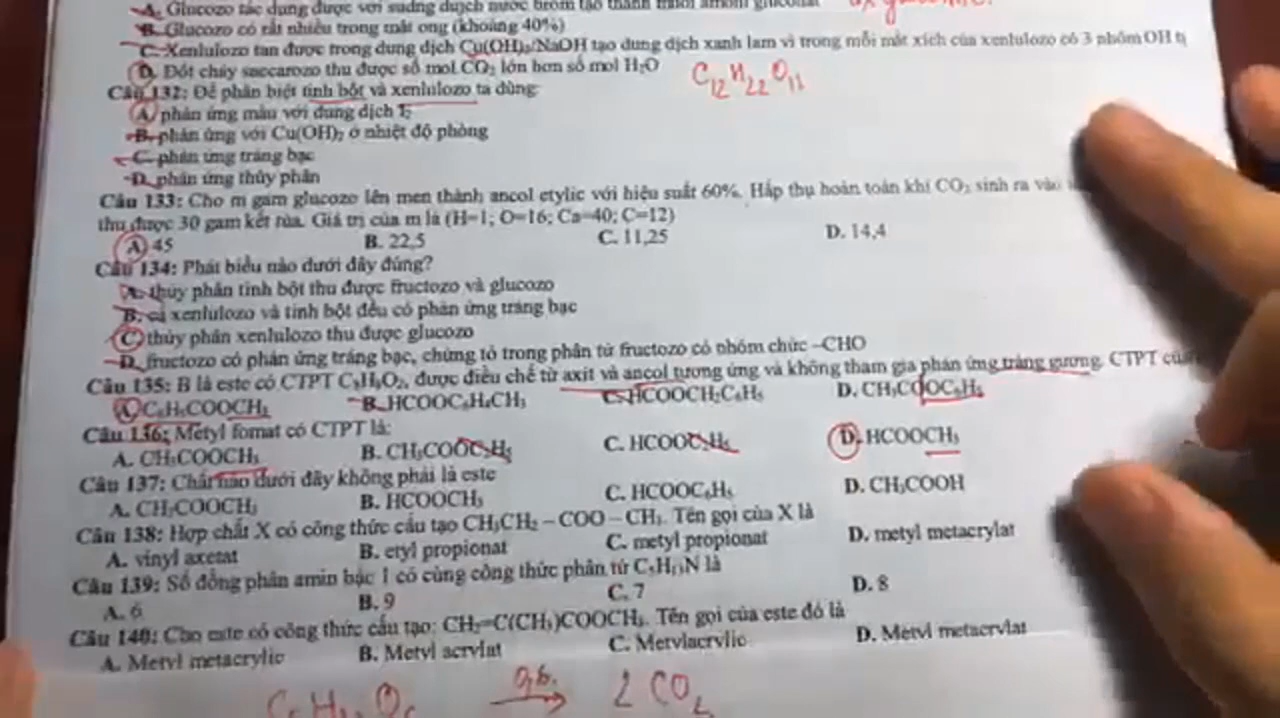 A. Glucozo tác dụng được với
B. Glucozo có rất nhiều trong mật ong (khoảng 40%)
C. Xenlulozo tan được trong dung dịch Cu(OH)₂/NaOH tạo dung dịch xanh lam vì trong mỗi mắt xích của xenlulozo có 3 nhóm OH
D. Đốt cháy saccarozo thu được số mol CO₂ lớn hơn số mol H₂O
C₁₂H₂₂O₁₁
Câu 132: Để phân biệt tinh bột và xenlulozo ta dùng:
A. phản ứng màu với dung dịch I₂
B. phản ứng với Cu(OH)₂ ở nhiệt độ phòng
C. phản ứng tráng bạc
D. phản ứng thủy phân
Câu 133: Cho m gam glucozo lên men thành ancol etylic với hiệu suất 60%. Hấp thụ hoàn toàn khí CO₂ sinh ra vào
thu được 30 gam kết tủa. Giá trị của m là (H=1; O=16; Ca=40; C=12)
A. 45 B. 22,5 C. 11,25 D. 14,4
Câu 134: Phát biểu nào dưới đây đúng?
A. thủy phân tinh bột thu được fructozo và glucozo
B. cả xenlulozo và tinh bột đều có phản ứng tráng bạc
C. thủy phân xenlulozo thu được glucozo
D. fructozo có phản ứng tráng bạc, chứng tỏ trong phân tử fructozo có nhóm chức –CHO
Câu 135: B là este có CTPT C₈H₈O₂, được điều chế từ axit và ancol tương ứng và không tham gia phản ứng tráng gương. CTPT của
A. C₆H₅COOCH₃ B. HCOOC₆H₄CH₃ C. HCOOCH₂C₆H₅ D. CH₃COOC₆H₅
Câu 136: Metyl fomat có CTPT là:
A. CH₃COOCH₃ B. CH₃COOC₂H₅ C. HCOOC₂H₅ D. HCOOCH₃
Câu 137: Chất nào dưới đây không phải là este
A. CH₃COOCH₃ B. HCOOCH₃ C. HCOOC₆H₅ D. CH₃COOH
Câu 138: Hợp chất X có công thức cấu tạo CH₃CH₂ – COO – CH₃. Tên gọi của X là
A. vinyl axetat B. etyl propionat C. metyl propionat D. metyl metacrylat
Câu 139: Số đồng phân amin bậc 1 có cùng công thức phân tử C₅H₁₃N là
A. 6 B. 9 C. 7 D. 8
Câu 140: Cho este có công thức cấu tạo: CH₂=C(CH₃)COOCH₃. Tên gọi của este đó là
A. Metyl metacrylic B. Metyl acrylat C. Metylacrylic D. Metyl metacrylat
2 CO₂